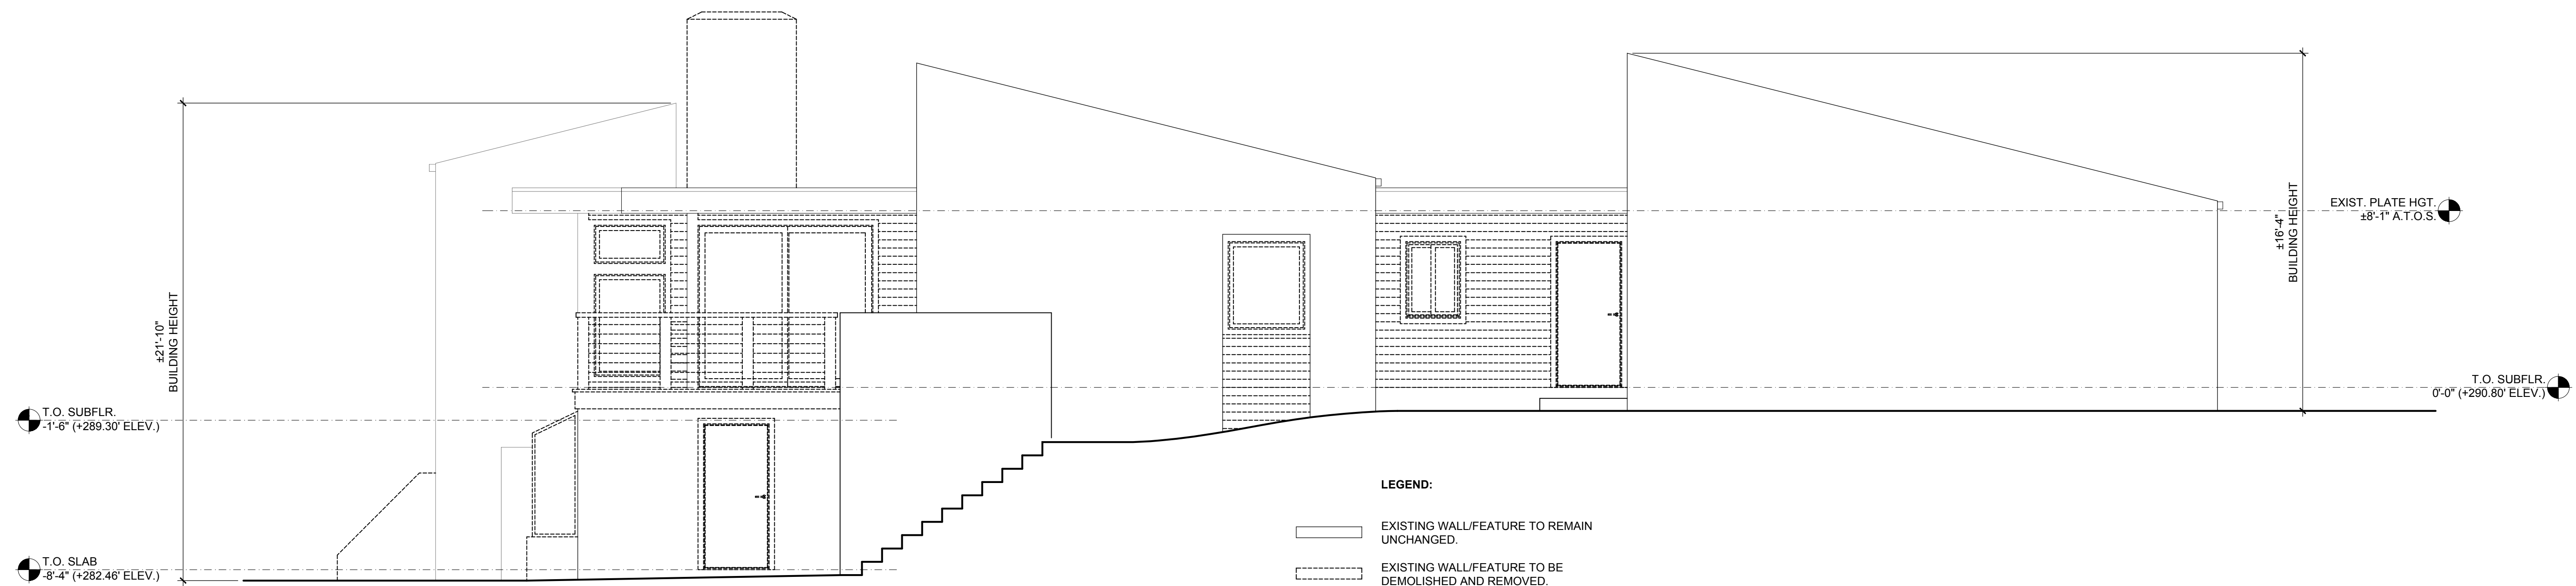 ±21'-10"
BUILDING HEIGHT
EXIST. PLATE HGT.
±8'-1" A.T.O.S.
±16'-4"
BUILDING HEIGHT
T.O. SUBFLR.
0'-0" (+290.80' ELEV.)
T.O. SUBFLR.
-1'-6" (+289.30' ELEV.)
T.O. SLAB
-8'-4" (+282.46' ELEV.)
LEGEND:
EXISTING WALL/FEATURE TO REMAIN
UNCHANGED.
EXISTING WALL/FEATURE TO BE
DEMOLISHED AND REMOVED.